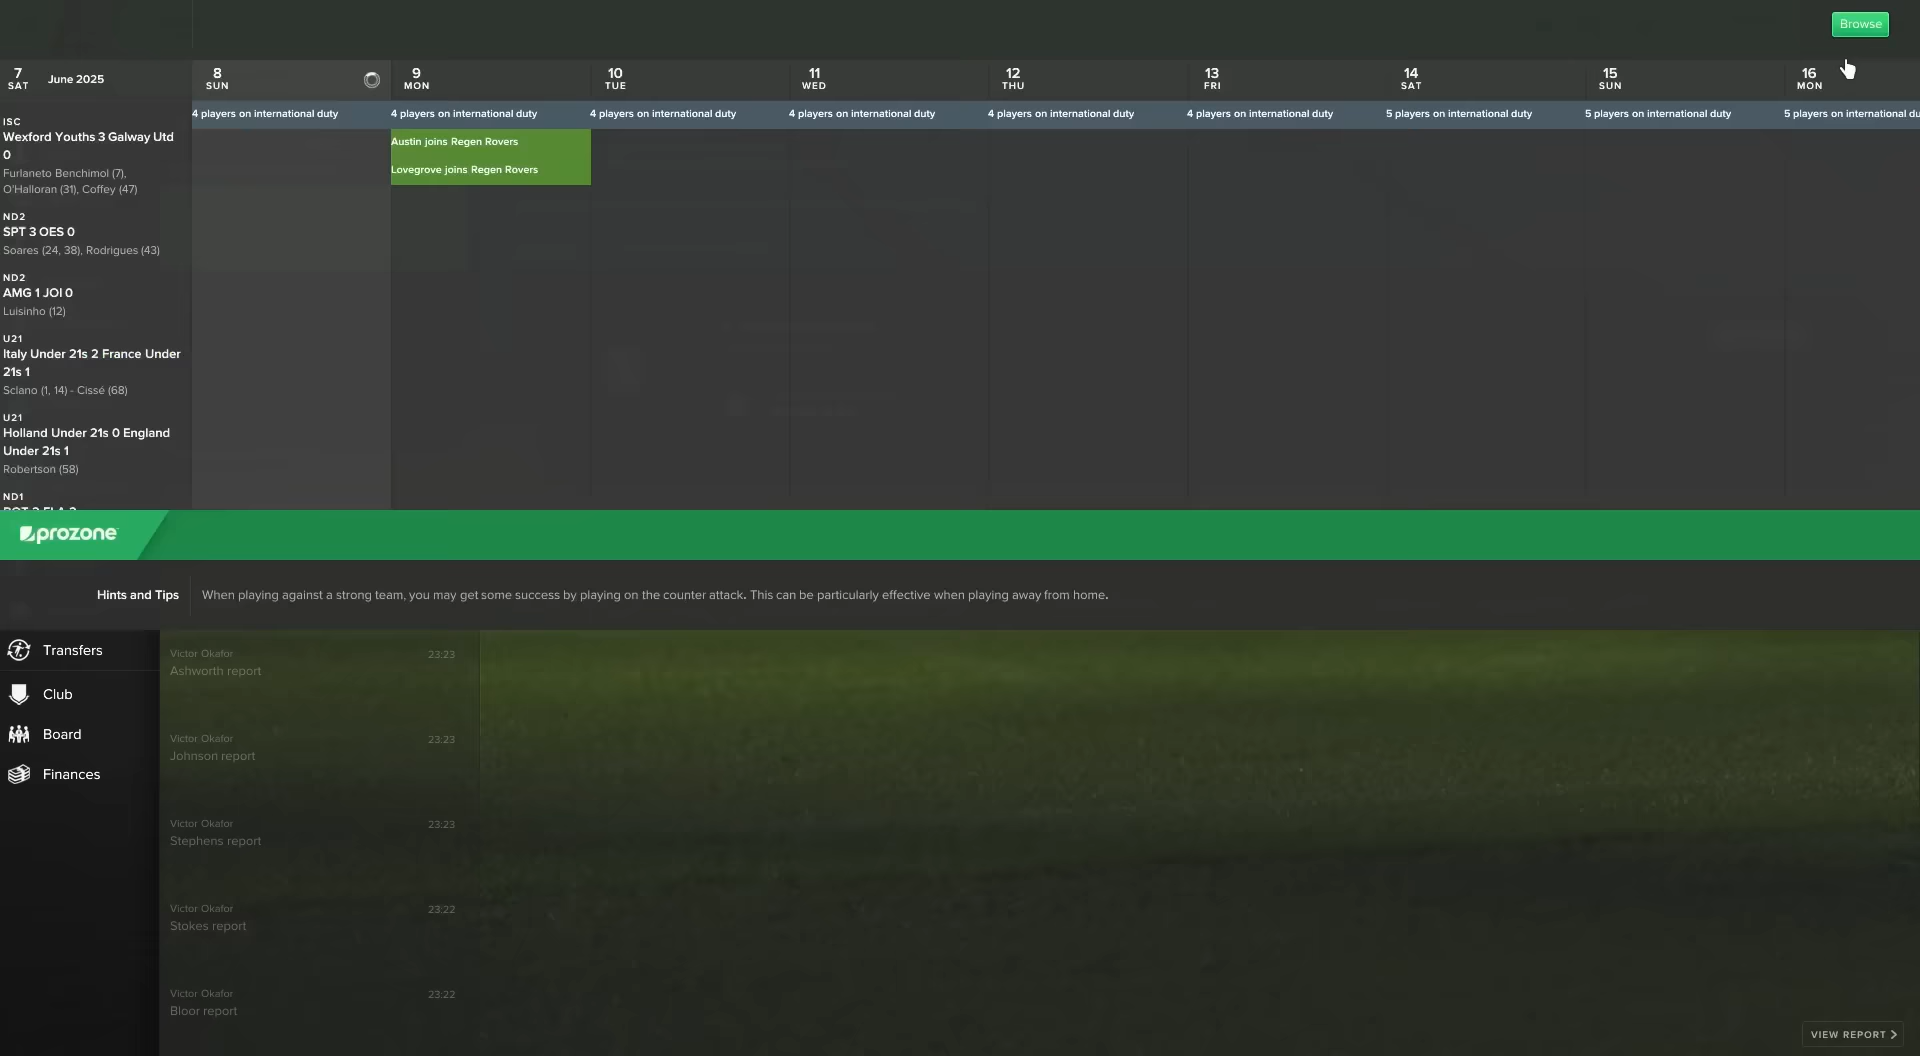 Browse
7
SAT
June 2025
8
SUN
9
MON
10
TUE
11
WED
12
THU
13
FRI
14
SAT
15
SUN
16
MON
4 players on international duty
4 players on international duty
4 players on international duty
4 players on international duty
4 players on international duty
4 players on international duty
5 players on international duty
5 players on international duty
5 players on international du
Austin joins Regen Rovers
Lovegrove joins Regen Rovers
ISC
Wexford Youths 3 Galway Utd
0
Furlaneto Benchimol (7),
O'Halloran (31), Coffey (47)
ND2
SPT 3 OES 0
Soares (24, 38), Rodrigues (43)
ND2
AMG 1 JOI 0
Luisinho (12)
U21
Italy Under 21s 2 France Under
21s 1
Sclano (1, 14) - Cissé (68)
U21
Holland Under 21s 0 England
Under 21s 1
Robertson (58)
ND1
prozone
Hints and Tips
When playing against a strong team, you may get some success by playing on the counter attack. This can be particularly effective when playing away from home.
Transfers
Club
Board
Finances
Victor Okafor 23:23
Ashworth report
Victor Okafor 23:23
Johnson report
Victor Okafor 23:23
Stephens report
Victor Okafor 23:22
Stokes report
Victor Okafor 23:22
Bloor report
VIEW REPORT >